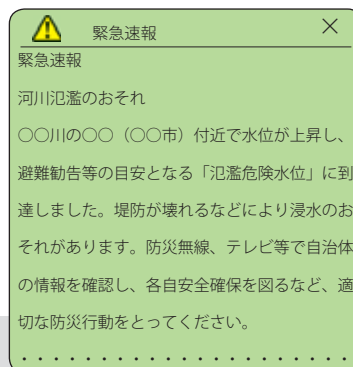 緊急速報
緊急速報
河川氾濫のおそれ
○○川の○○（○○市）付近で水位が上昇し、
避難勧告等の目安となる「氾濫危険水位」に到
達しました。堤防が壊れるなどにより浸水のお
それがあります。防災無線、テレビ等で自治体
の情報を確認し、各自安全確保を図るなど、適
切な防災行動をとってください。
・・・・・・・・・・・・・・・・・・